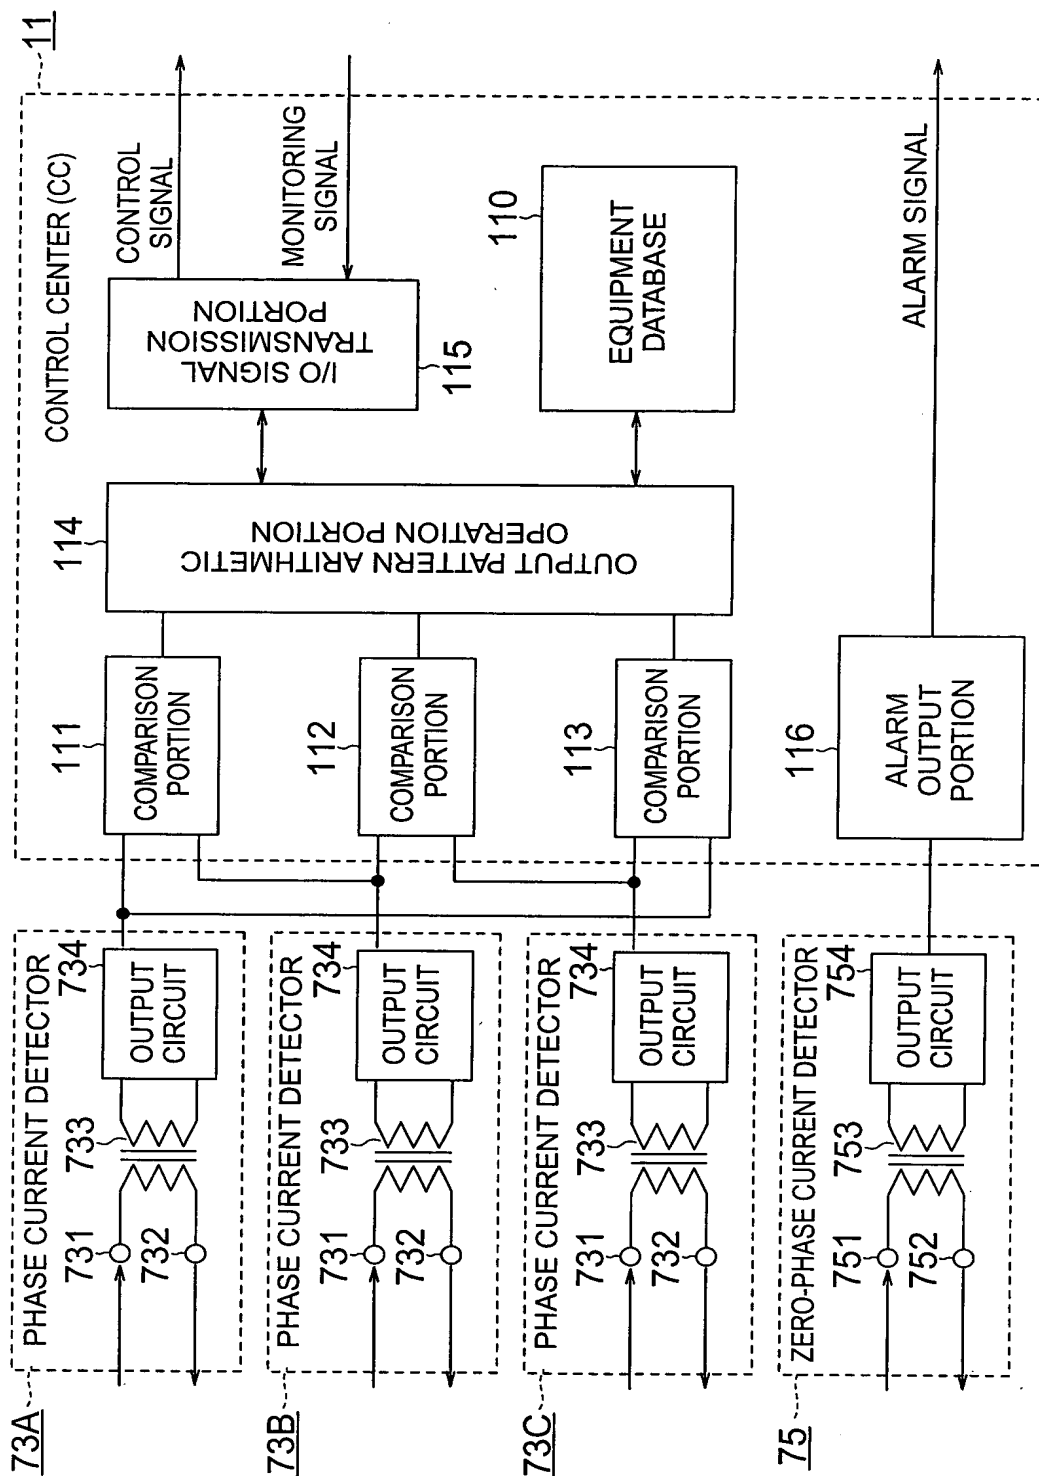 11
CONTROL CENTER (CC)
CONTROL
SIGNAL
MONITORING
SIGNAL
I/O SIGNAL
TRANSMISSION
PORTION
115
110
EQUIPMENT
DATABASE
ALARM SIGNAL
114
OUTPUT PATTERN ARITHMETIC
OPERATION PORTION
111
COMPARISON
PORTION
112
COMPARISON
PORTION
113
COMPARISON
PORTION
116
ALARM
OUTPUT
PORTION
73A
PHASE CURRENT DETECTOR
731
732
733
734
OUTPUT
CIRCUIT
73B
PHASE CURRENT DETECTOR
731
732
733
734
OUTPUT
CIRCUIT
73C
PHASE CURRENT DETECTOR
731
732
733
734
OUTPUT
CIRCUIT
75
ZERO-PHASE CURRENT DETECTOR
751
752
753
754
OUTPUT
CIRCUIT